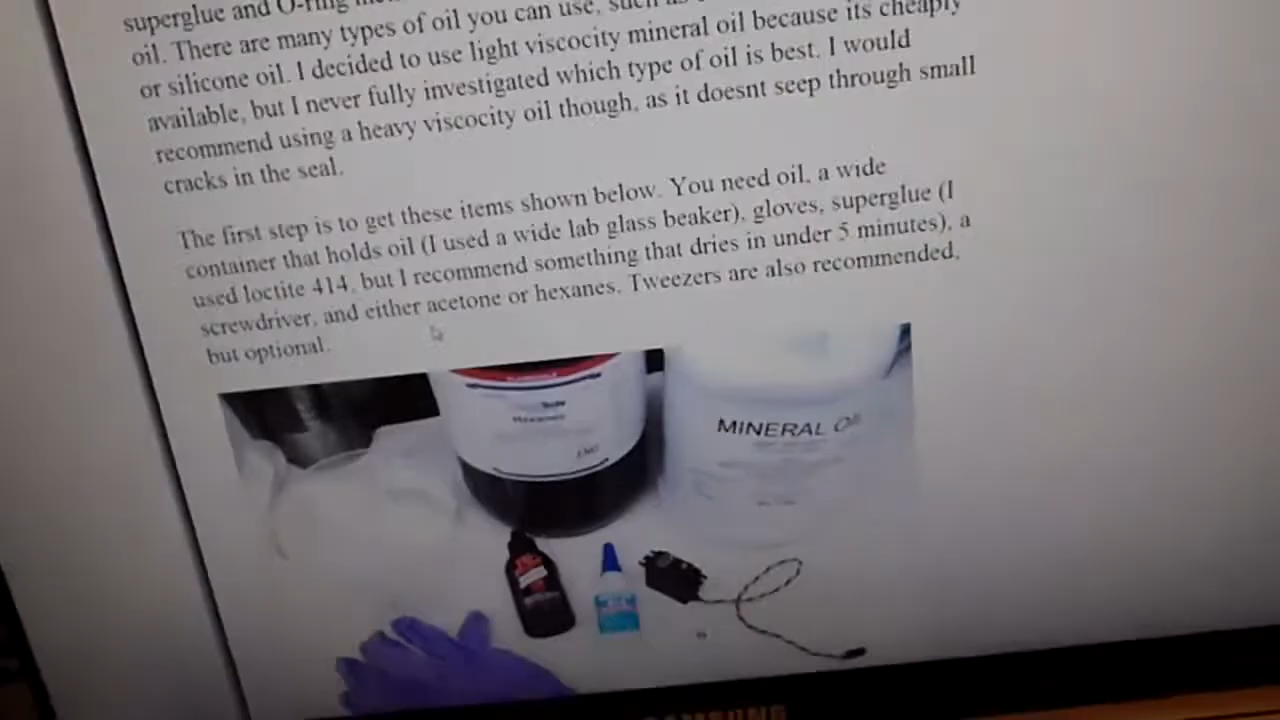 superglue and O-ring
oil. There are many types of oil you can use, such as
or silicone oil. I decided to use light viscocity mineral oil because its cheaply
available, but I never fully investigated which type of oil is best. I would
recommend using a heavy viscocity oil though, as it doesnt seep through small
cracks in the seal.
The first step is to get these items shown below. You need oil, a wide
container that holds oil (I used a wide lab glass beaker), gloves, superglue (I
used loctite 414, but I recommend something that dries in under 5 minutes), a
screwdriver, and either acetone or hexanes. Tweezers are also recommended,
but optional.
Hexanes
MINERAL OIL
SAMSUNG